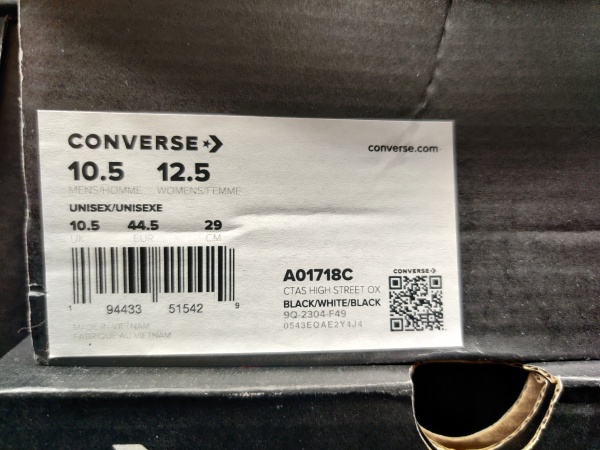 CONVERSE
converse.com
10.5 12.5
MENS/HOMME WOMENS/FEMME
UNISEX/UNISEXE
10.5 44.5 29
UK EUR CM
1 94433 51542 9
MADE IN VIETNAM
FABRIQUE AU VIETNAM
CONVERSE
A01718C
CTAS HIGH STREET OX
BLACK/WHITE/BLACK
9Q-2304-F49
0543EQAE2Y4J4